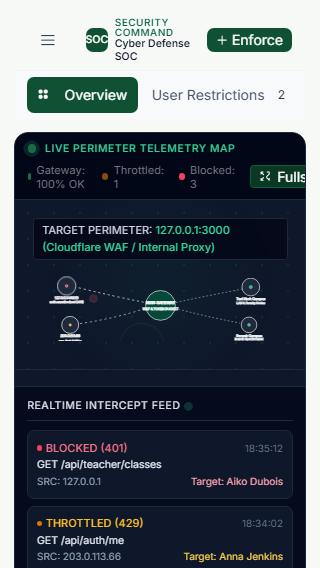 SOC
SECURITY
COMMAND
Cyber Defense
SOC
+ Enforce
Overview
User Restrictions 2
LIVE PERIMETER TELEMETRY MAP
Gateway:
100% OK
Throttled:
1
Blocked:
3
Fulls
TARGET PERIMETER: 127.0.0.1:3000
(Cloudflare WAF / Internal Proxy)
REALTIME INTERCEPT FEED
BLOCKED (401) 18:35:12
GET /api/teacher/classes
SRC: 127.0.0.1 Target: Aiko Dubois
THROTTLED (429) 18:34:02
GET /api/auth/me
SRC: 203.0.113.66 Target: Anna Jenkins